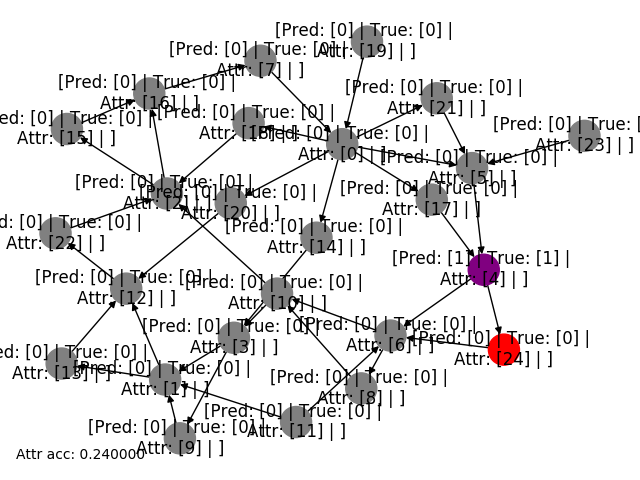 [Pred: [0] | True: [0] |
Attr: [19] | ]
[Pred: [0] | True: [0] |
Attr: [7] | ]
[Pred: [0] | True: [0] |
Attr: [16] | ]
[Pred: [0] | True: [0] |
Attr: [21] | ]
[Pred: [0] | True: [0] |
Attr: [18] | ]
ed: [0] | True: [0] |
Attr: [15] | ]
[Pred: [0] | True: [0] |
Attr: [0] | ]
[Pred: [0] | True: [
Attr: [23] | ]
[Pred: [0] | True: [0] |
Attr: [5] | ]
[Pred: [0] | True: [0] |
Attr: [2] | ]
[Pred: [0] | True: [0] |
Attr: [20] | ]
[Pred: [0] | True: [0] |
Attr: [17] | ]
d: [0] | True: [0] |
Attr: [22] | ]
[Pred: [0] | True: [0] |
Attr: [14] | ]
[Pred: [1] | True: [1] |
Attr: [4] | ]
[Pred: [0] | True: [0] |
Attr: [12] | ]
[Pred: [0] | True: [0] |
Attr: [10] | ]
[Pred: [0] | True: [0] |
Attr: [3] | ]
[Pred: [0] | True: [0] |
Attr: [6] | ]
[Pred: [0] | True: [0] |
Attr: [24] | ]
ed: [0] | True: [0] |
Attr: [13] | ]
[Pred: [0] | True: [0] |
Attr: [1] | ]
[Pred: [0] | True: [0] |
Attr: [8] | ]
[Pred: [0] | True: [0] |
Attr: [11] | ]
[Pred: [0] | True: [0] |
Attr: [9] | ]
Attr acc: 0.240000